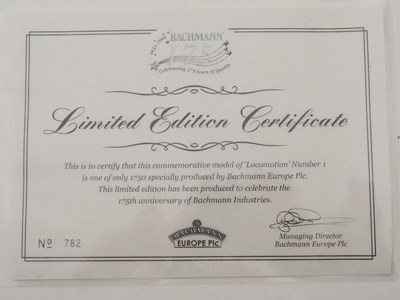 BACHMANN
175
Celebrating 175 Years of Quality
Limited Edition Certificate
This is to certify that this commemorative model of 'Locomotion' Number 1
is one of only 1750 specially produced by Bachmann Europe Plc.
This limited edition has been produced to celebrate the
175th anniversary of Bachmann Industries.
Nº 782
BACHMANN
EUROPE Plc
Managing Director
Bachmann Europe Plc